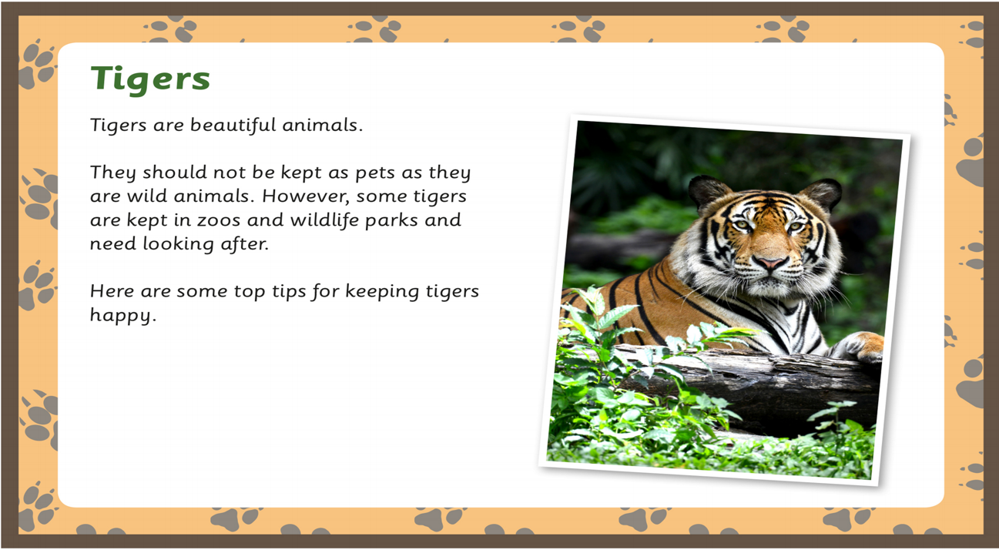 Tigers
Tigers are beautiful animals.
They should not be kept as pets as they
are wild animals. However, some tigers
are kept in zoos and wildlife parks and
need looking after.
Here are some top tips for keeping tigers
happy.